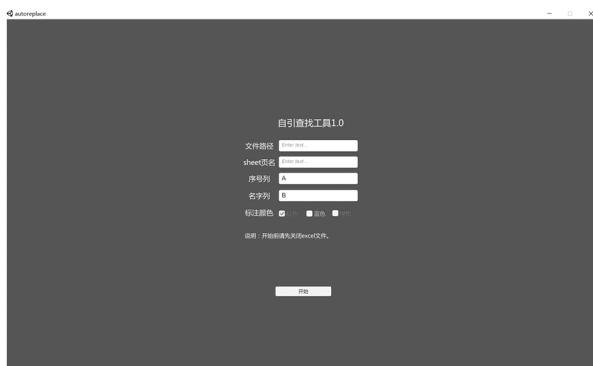 autoreplace
自引查找工具1.0
文件路径 Enter text...
sheet页名 Enter text...
序号列 A
名字列 B
标注颜色 蓝色
说明：开始前请先关闭excel文件。
开始